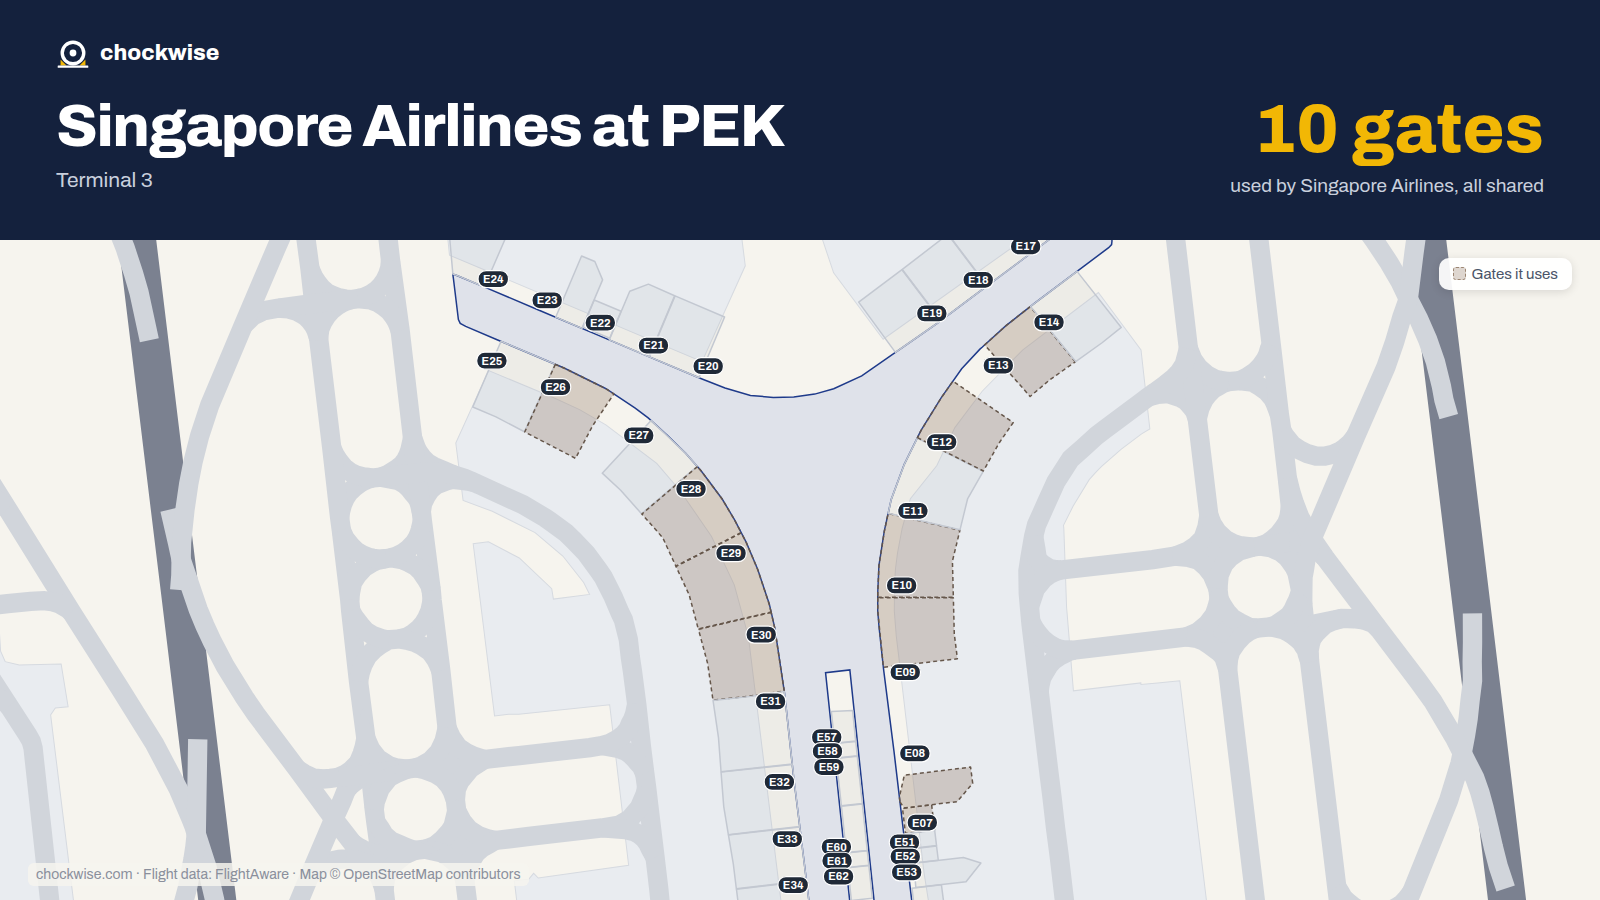 chockwise
Singapore Airlines at PEK
Terminal 3
10 gates
used by Singapore Airlines, all shared
Gates it uses
E17
E24
E18
E23
E19
E22
E14
E21
E25
E20
E13
E26
E27
E12
E28
E11
E29
E10
E30
E09
E31
E57
E58
E08
E59
E32
E07
E33
E51
E60
E52
E61
E53
E62
E34
chockwise.com · Flight data: FlightAware · Map © OpenStreetMap contributors